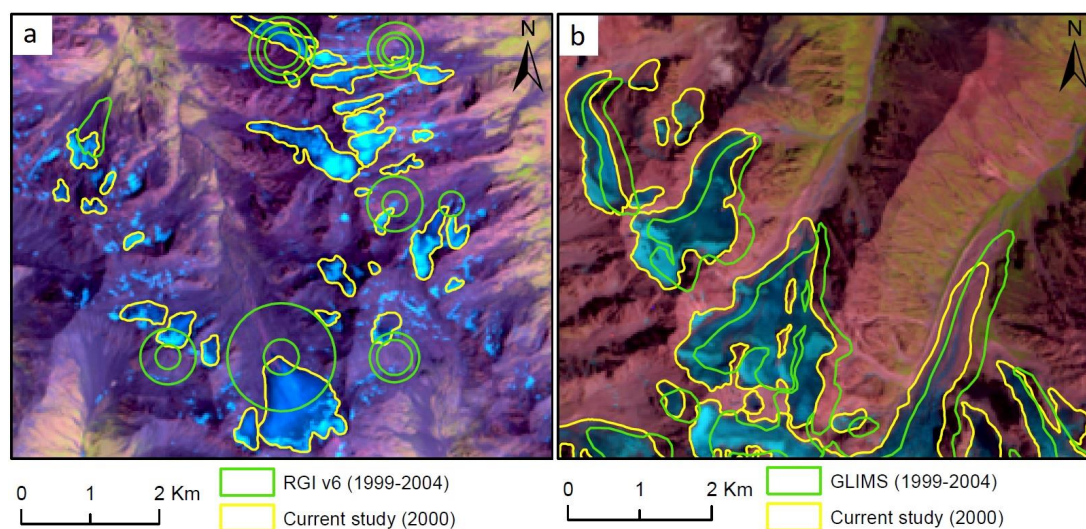 a
N
b
N
0 1 2 Km
RGI v6 (1999-2004)
Current study (2000)
0 1 2 Km
GLIMS (1999-2004)
Current study (2000)